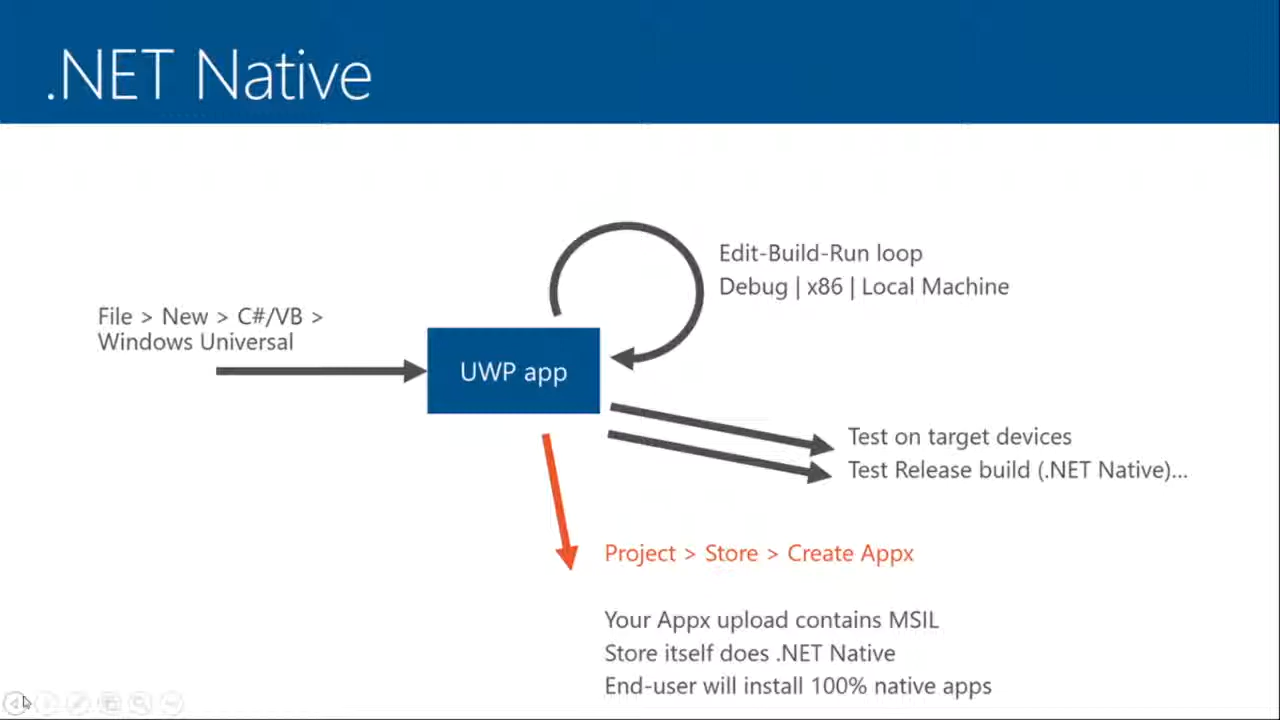 .NET Native
Edit-Build-Run loop
Debug | x86 | Local Machine
File > New > C#/VB >
Windows Universal
UWP app
Test on target devices
Test Release build (.NET Native)...
Project > Store > Create Appx
Your Appx upload contains MSIL
Store itself does .NET Native
End-user will install 100% native apps